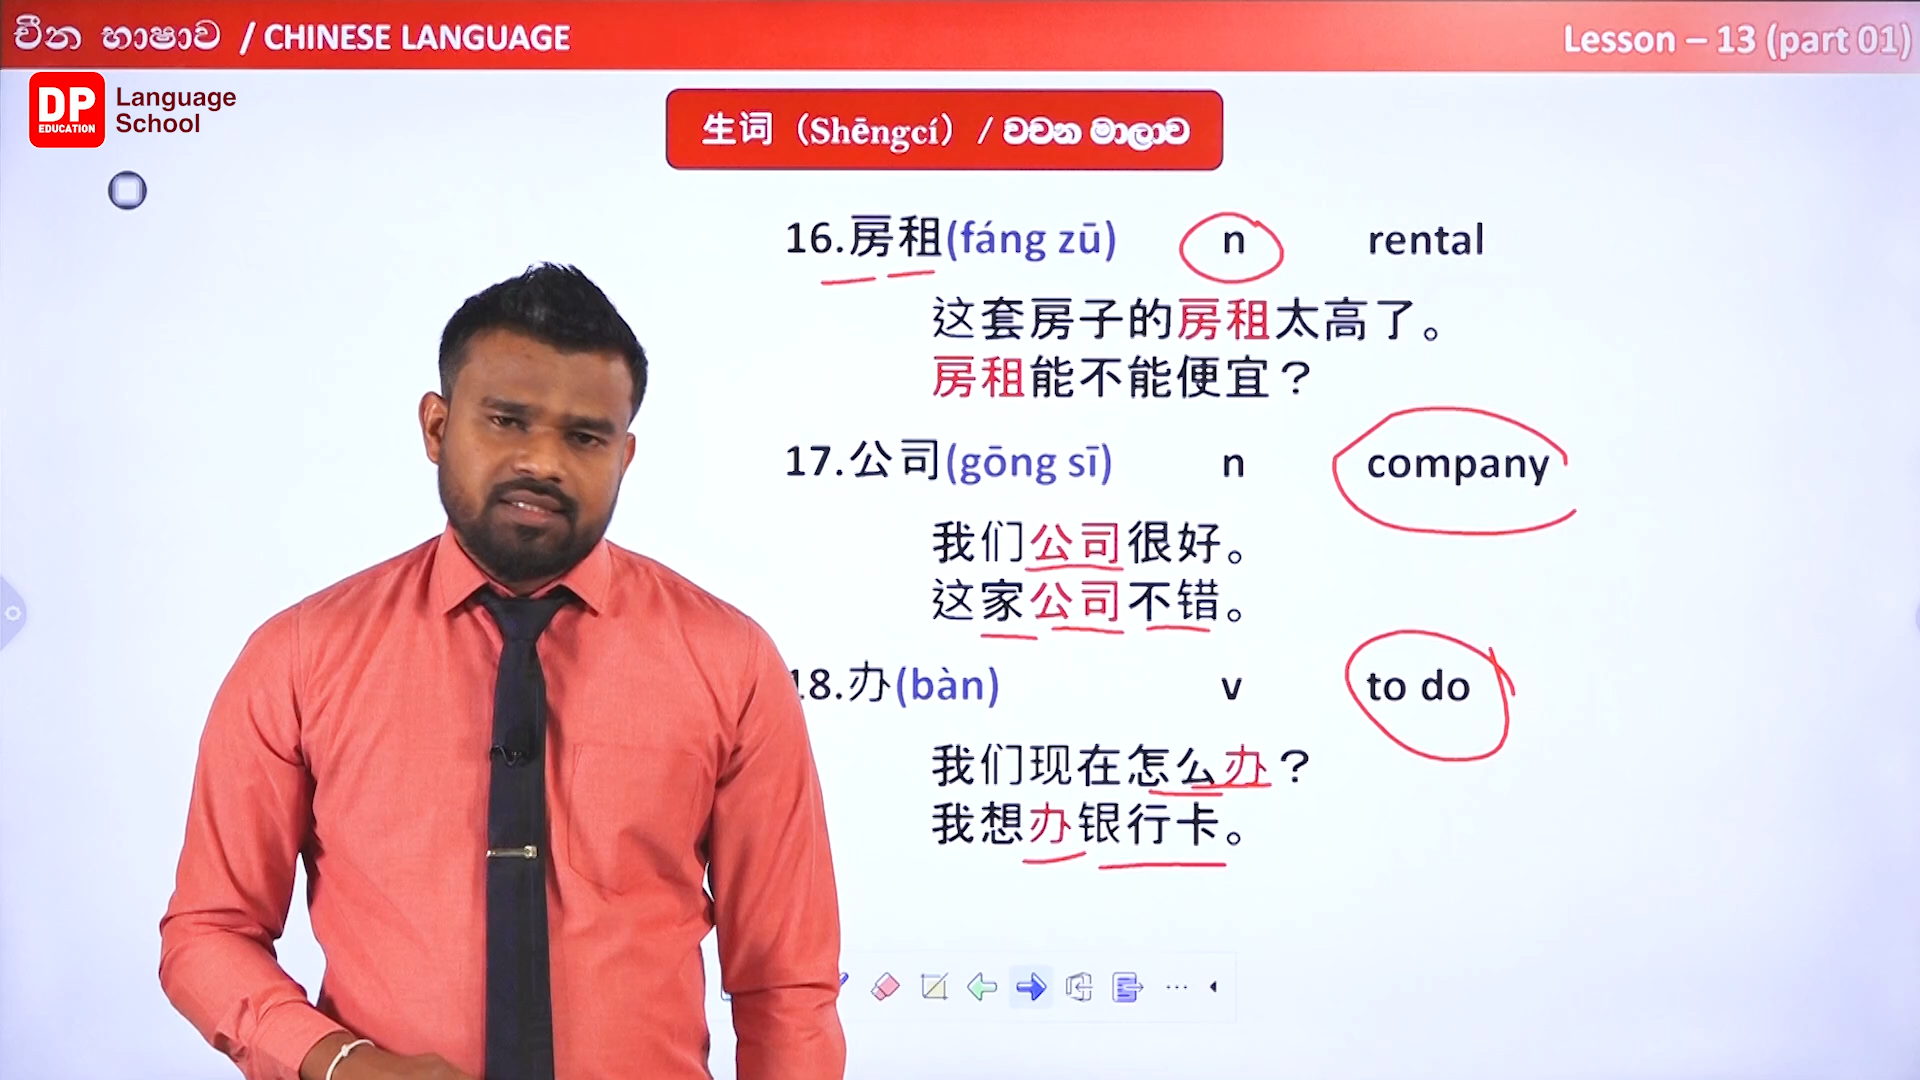 චීන භාෂාව / CHINESE LANGUAGE
Lesson – 13 (part 01)
DP
EDUCATION
Language
School
生词（Shēngcí）/ වචන මාලාව
16.房租(fáng zū) n rental
这套房子的房租太高了。
房租能不能便宜？
17.公司(gōng sī) n company
我们公司很好。
这家公司不错。
18.办(bàn) v to do
我们现在怎么办？
我想办银行卡。